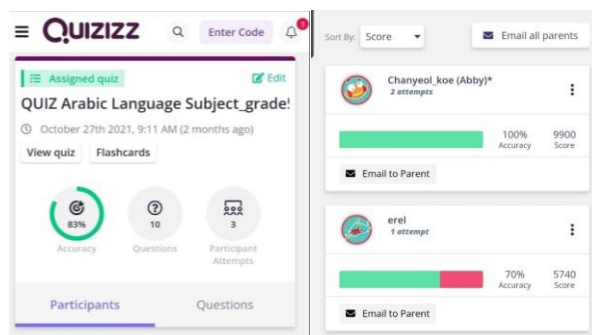 QUIZIZZ
Enter Code
Assigned quiz
Edit
QUIZ Arabic Language Subject_grade!
October 27th 2021, 9:11 AM (2 months ago)
View quiz Flashcards
83% 10 3
Accuracy Questions Participant
Attempts
Participants Questions
Sort By: Score Email all parents
Chanyeol_koe (Abby)*
2 attempts
100% 9900
Accuracy Score
Email to Parent
erel
1 attempt
70% 5740
Accuracy Score
Email to Parent